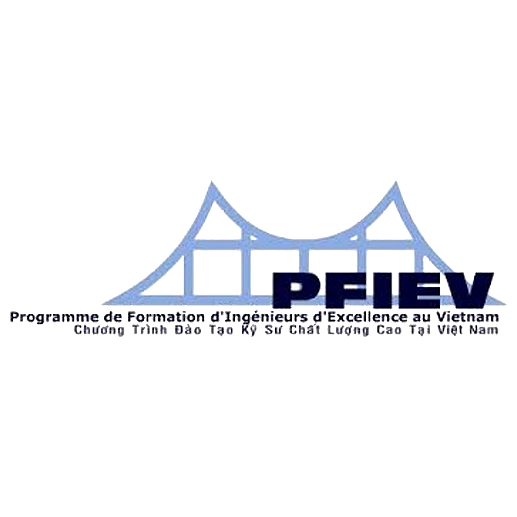 PFIEV
Programme de Formation d'Ingénieurs d'Excellence au Vietnam
Chương Trình Đào Tạo Kỹ Sư Chất Lượng Cao Tại Việt Nam